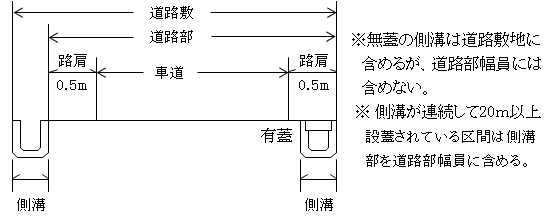 道路敷
道路部
路肩 車道 路肩
0.5m 0.5m
有蓋
側溝 側溝
※無蓋の側溝は道路敷地に
含めるが、道路部幅員には
含めない。
※ 側溝が連続して20m以上
設蓋されている区間は側溝
部を道路部幅員に含める。